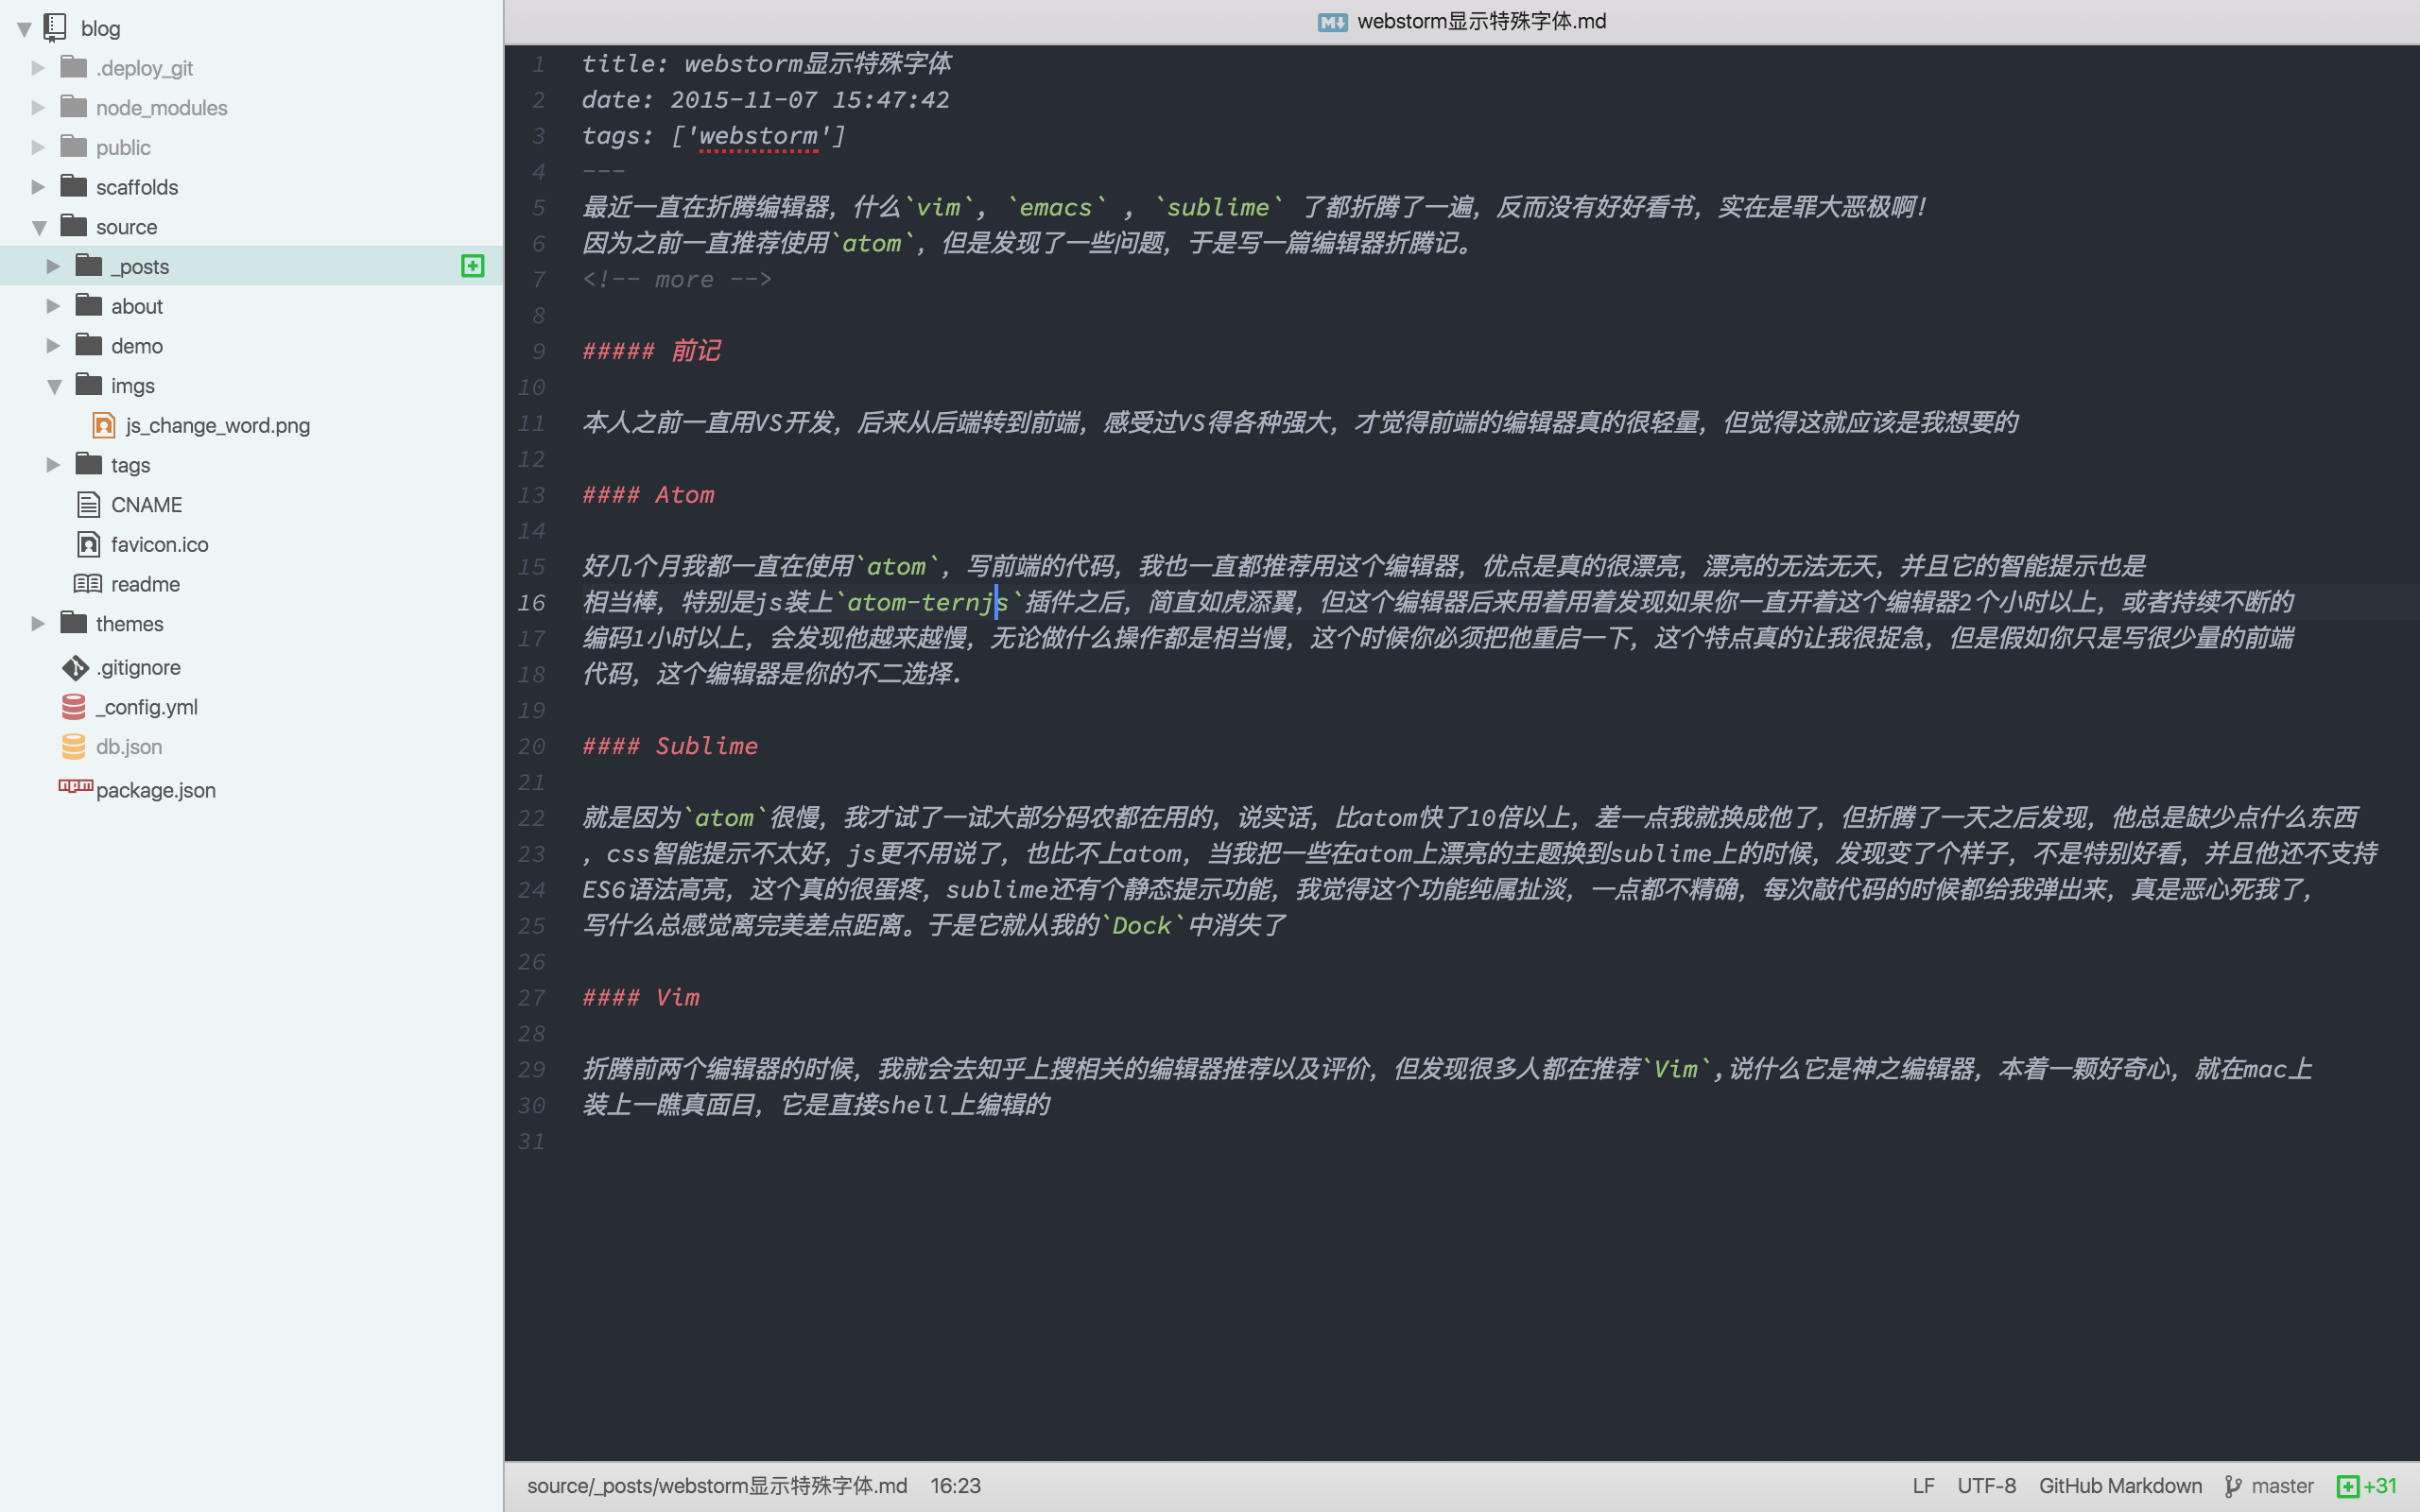 blog
.deploy_git
node_modules
public
scaffolds
source
_posts
about
demo
imgs
js_change_word.png
tags
CNAME
favicon.ico
readme
themes
.gitignore
_config.yml
db.json
package.json
webstorm显示特殊字体.md
1 title: webstorm显示特殊字体
2 date: 2015-11-07 15:47:42
3 tags: ['webstorm']
4 ---
5 最近一直在折腾编辑器，什么`vim`，`emacs` ，`sublime` 了都折腾了一遍，反而没有好好看书，实在是罪大恶极啊！
6 因为之前一直推荐使用`atom`，但是发现了一些问题，于是写一篇编辑器折腾记。
7 <!-- more -->
8
9 ##### 前记
10
11 本人之前一直用VS开发，后来从后端转到前端，感受过VS得各种强大，才觉得前端的编辑器真的很轻量，但觉得这就应该是我想要的
12
13 #### Atom
14
15 好几个月我都一直在使用`atom`，写前端的代码，我也一直都推荐用这个编辑器，优点是真的很漂亮，漂亮的无法无天，并且它的智能提示也是
16 相当棒，特别是js装上`atom-ternjs`插件之后，简直如虎添翼，但这个编辑器后来用着用着发现如果你一直开着这个编辑器2个小时以上，或者持续不断的
17 编码1小时以上，会发现他越来越慢，无论做什么操作都是相当慢，这个时候你必须把他重启一下，这个特点真的让我很捉急，但是假如你只是写很少量的前端
18 代码，这个编辑器是你的不二选择.
19
20 #### Sublime
21
22 就是因为`atom`很慢，我才试了一试大部分码农都在用的，说实话，比atom快了10倍以上，差一点我就换成他了，但折腾了一天之后发现，他总是缺少点什么东西
23 ，css智能提示不太好，js更不用说了，也比不上atom，当我把一些在atom上漂亮的主题换到sublime上的时候，发现变了个样子，不是特别好看，并且他还不支持
24 ES6语法高亮，这个真的很蛋疼，sublime还有个静态提示功能，我觉得这个功能纯属扯淡，一点都不精确，每次敲代码的时候都给我弹出来，真是恶心死我了，
25 写什么总感觉离完美差点距离。于是它就从我的`Dock`中消失了
26
27 #### Vim
28
29 折腾前两个编辑器的时候，我就会去知乎上搜相关的编辑器推荐以及评价，但发现很多人都在推荐`Vim`,说什么它是神之编辑器，本着一颗好奇心，就在mac上
30 装上一瞧真面目，它是直接shell上编辑的
31
source/_posts/webstorm显示特殊字体.md 16:23 LF UTF-8 GitHub Markdown master +31